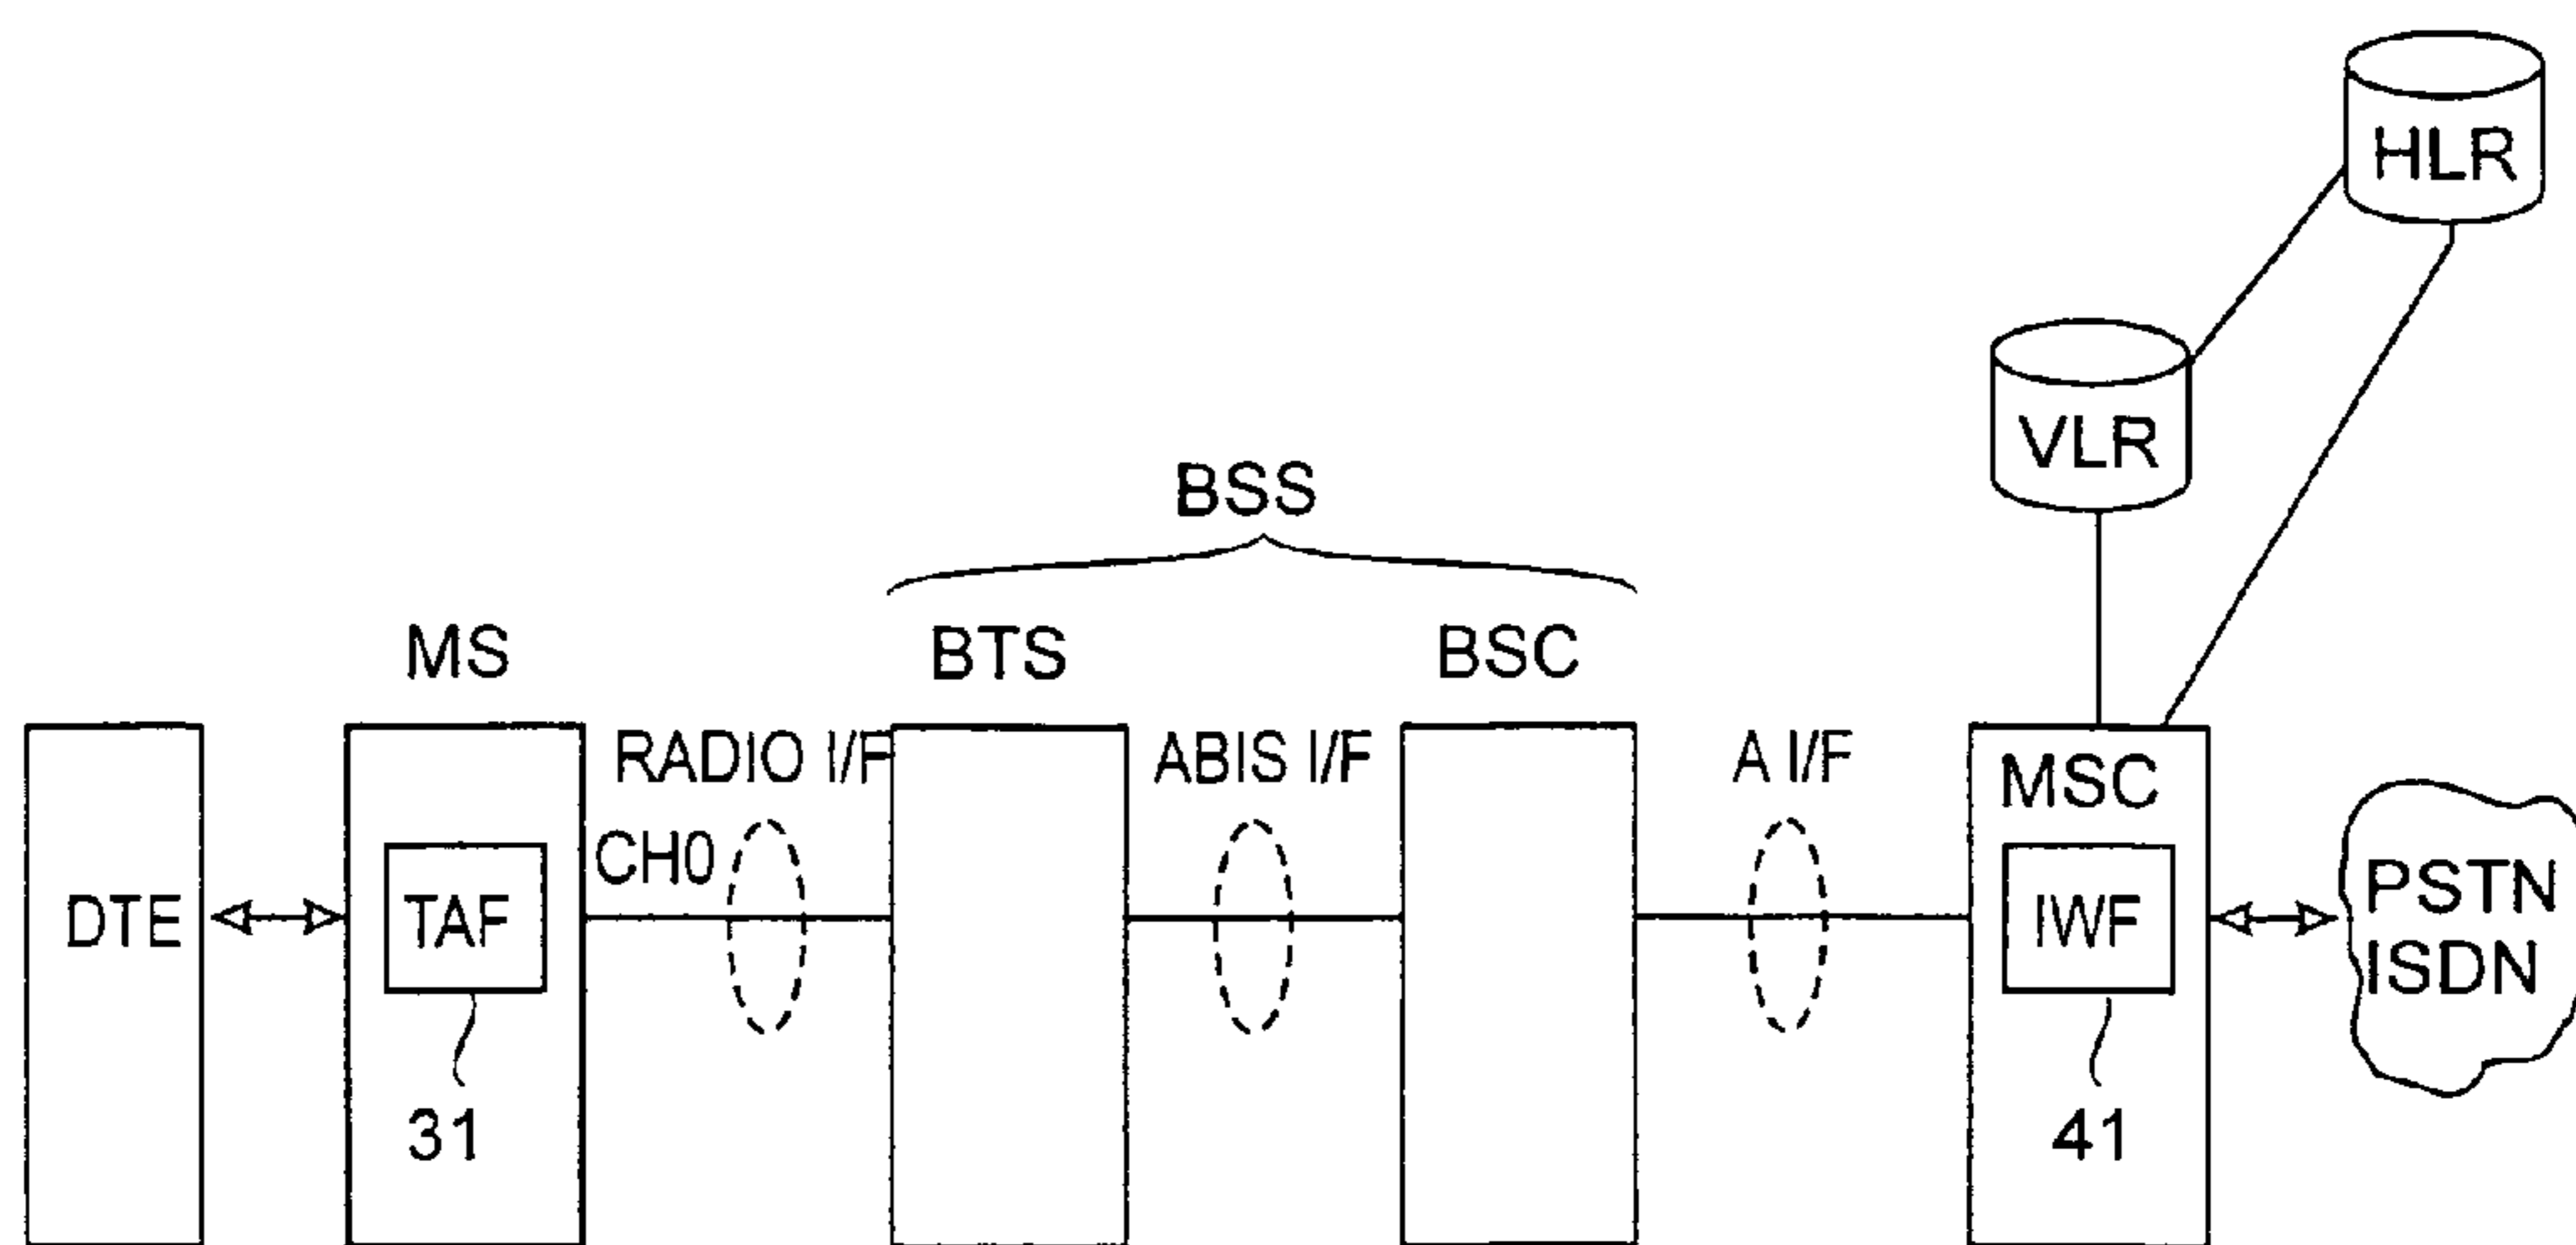 HLR
VLR
BSS
MS
BTS
BSC
RADIO I/F
ABIS I/F
A I/F
MSC
CH0
DTE
TAF
IWF
PSTN
ISDN
31
41